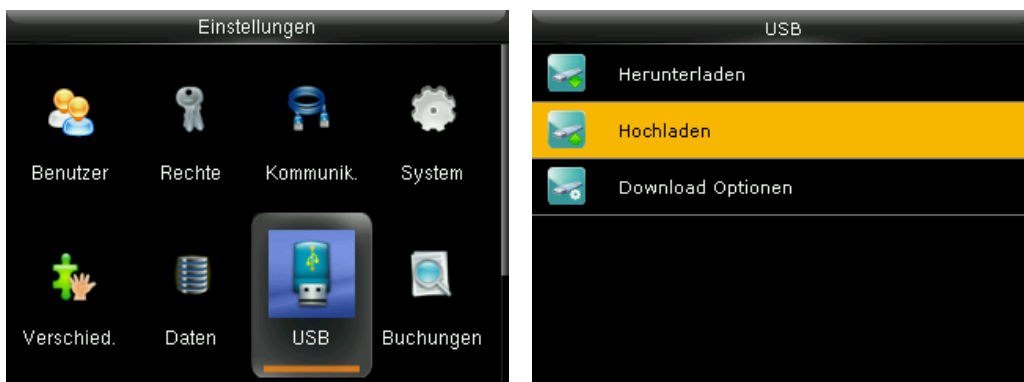 Einstellungen
Benutzer Rechte Kommunik. System
Verschied. Daten USB Buchungen
USB
Herunterladen
Hochladen
Download Optionen